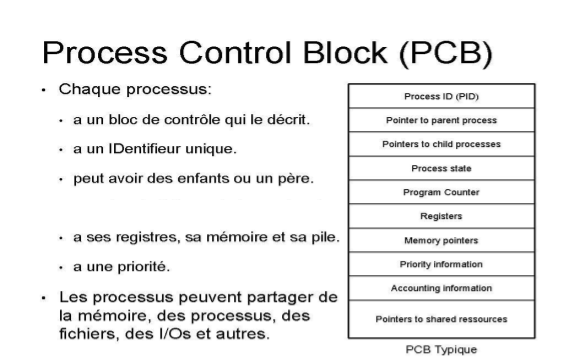 Process Control Block (PCB)
• Chaque processus:
• a un bloc de contrôle qui le décrit.
• a un IDentifieur unique.
• peut avoir des enfants ou un père.
• a ses registres, sa mémoire et sa pile.
• a une priorité.
• Les processus peuvent partager de
la mémoire, des processus, des
fichiers, des I/Os et autres.
Process ID (PID)
Pointer to parent process
Pointers to child processes
Process state
Program Counter
Registers
Memory pointers
Priority information
Accounting information
Pointers to shared ressources
PCB Typique